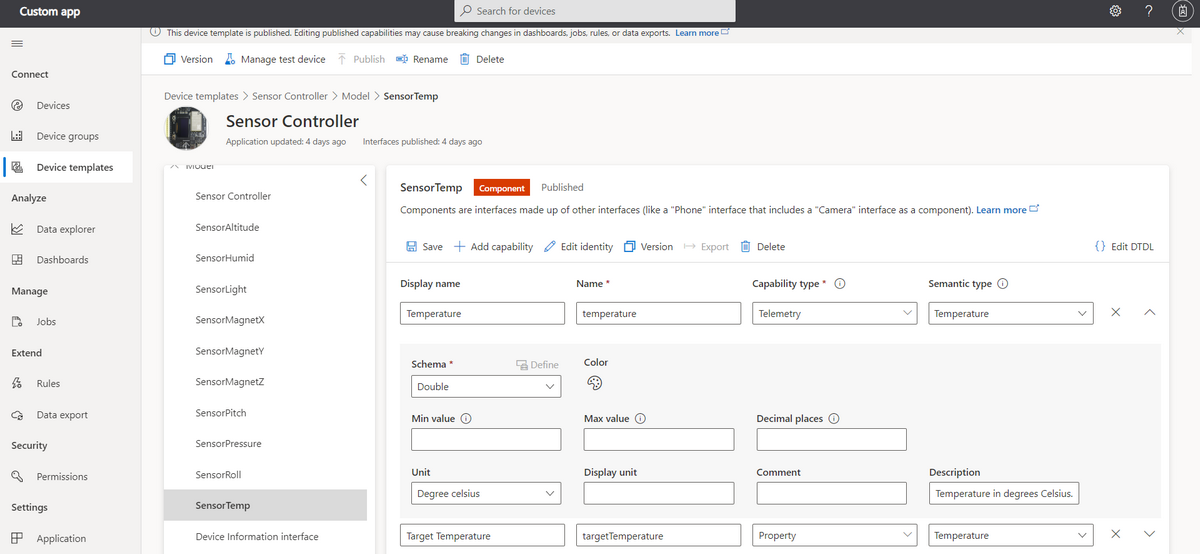 Custom app
Search for devices
?
This device template is published. Editing published capabilities may cause breaking changes in dashboards, jobs, rules, or data exports. Learn more
Version Manage test device Publish Rename Delete
Connect
Devices
Device groups
Device templates
Analyze
Data explorer
Dashboards
Manage
Jobs
Extend
Rules
Data export
Security
Permissions
Settings
Application
Device templates > Sensor Controller > Model > SensorTemp
Sensor Controller
Application updated: 4 days ago Interfaces published: 4 days ago
Model
Sensor Controller
SensorAltitude
SensorHumid
SensorLight
SensorMagnetX
SensorMagnetY
SensorMagnetZ
SensorPitch
SensorPressure
SensorRoll
SensorTemp
Device Information interface
SensorTemp Component Published
Components are interfaces made up of other interfaces (like a "Phone" interface that includes a "Camera" interface as a component). Learn more
Save Add capability Edit identity Version Export Delete {} Edit DTDL
Display name Name * Capability type * Semantic type
Temperature temperature Telemetry Temperature
Schema * Define Color
Double
Min value Max value Decimal places
Unit Display unit Comment Description
Degree celsius Temperature in degrees Celsius.
Target Temperature targetTemperature Property Temperature